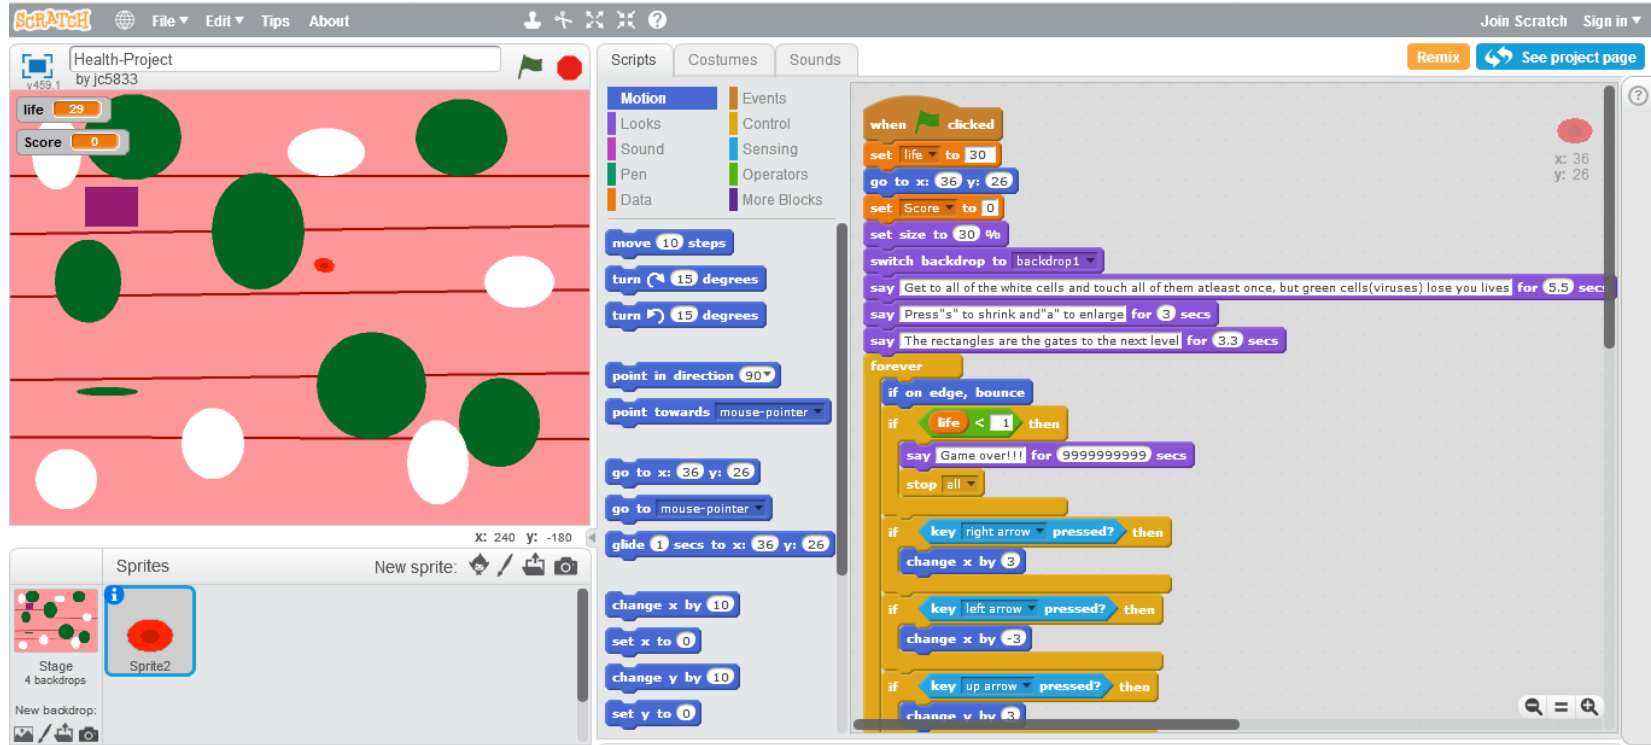 SCRATCH File Edit Tips About Join Scratch Sign in
Health-Project
by jc5833
v459.1
Scripts Costumes Sounds
Remix See project page
life 29
Score 0
Motion Events
Looks Control
Sound Sensing
Pen Operators
Data More Blocks
move 10 steps
turn 15 degrees
turn 15 degrees
point in direction 90
point towards mouse-pointer
go to x: 36 y: 26
go to mouse-pointer
glide 1 secs to x: 36 y: 26
change x by 10
set x to 0
change y by 10
set y to 0
when clicked
set life to 30
go to x: 36 y: 26
set Score to 0
set size to 30 %
switch backdrop to backdrop1
say Get to all of the white cells and touch all of them atleast once, but green cells(viruses) lose you lives for 5.5 secs
say Press"s" to shrink and"a" to enlarge for 3 secs
say The rectangles are the gates to the next level for 3.3 secs
forever
if on edge, bounce
if life < 1 then
say Game over!!! for 9999999999 secs
stop all
if key right arrow pressed? then
change x by 3
if key left arrow pressed? then
change x by -3
if key up arrow pressed? then
change y by 3
x: 36
y: 26
x: 240 y: -180
Sprites New sprite:
Stage
4 backdrops
Sprite2
New backdrop: